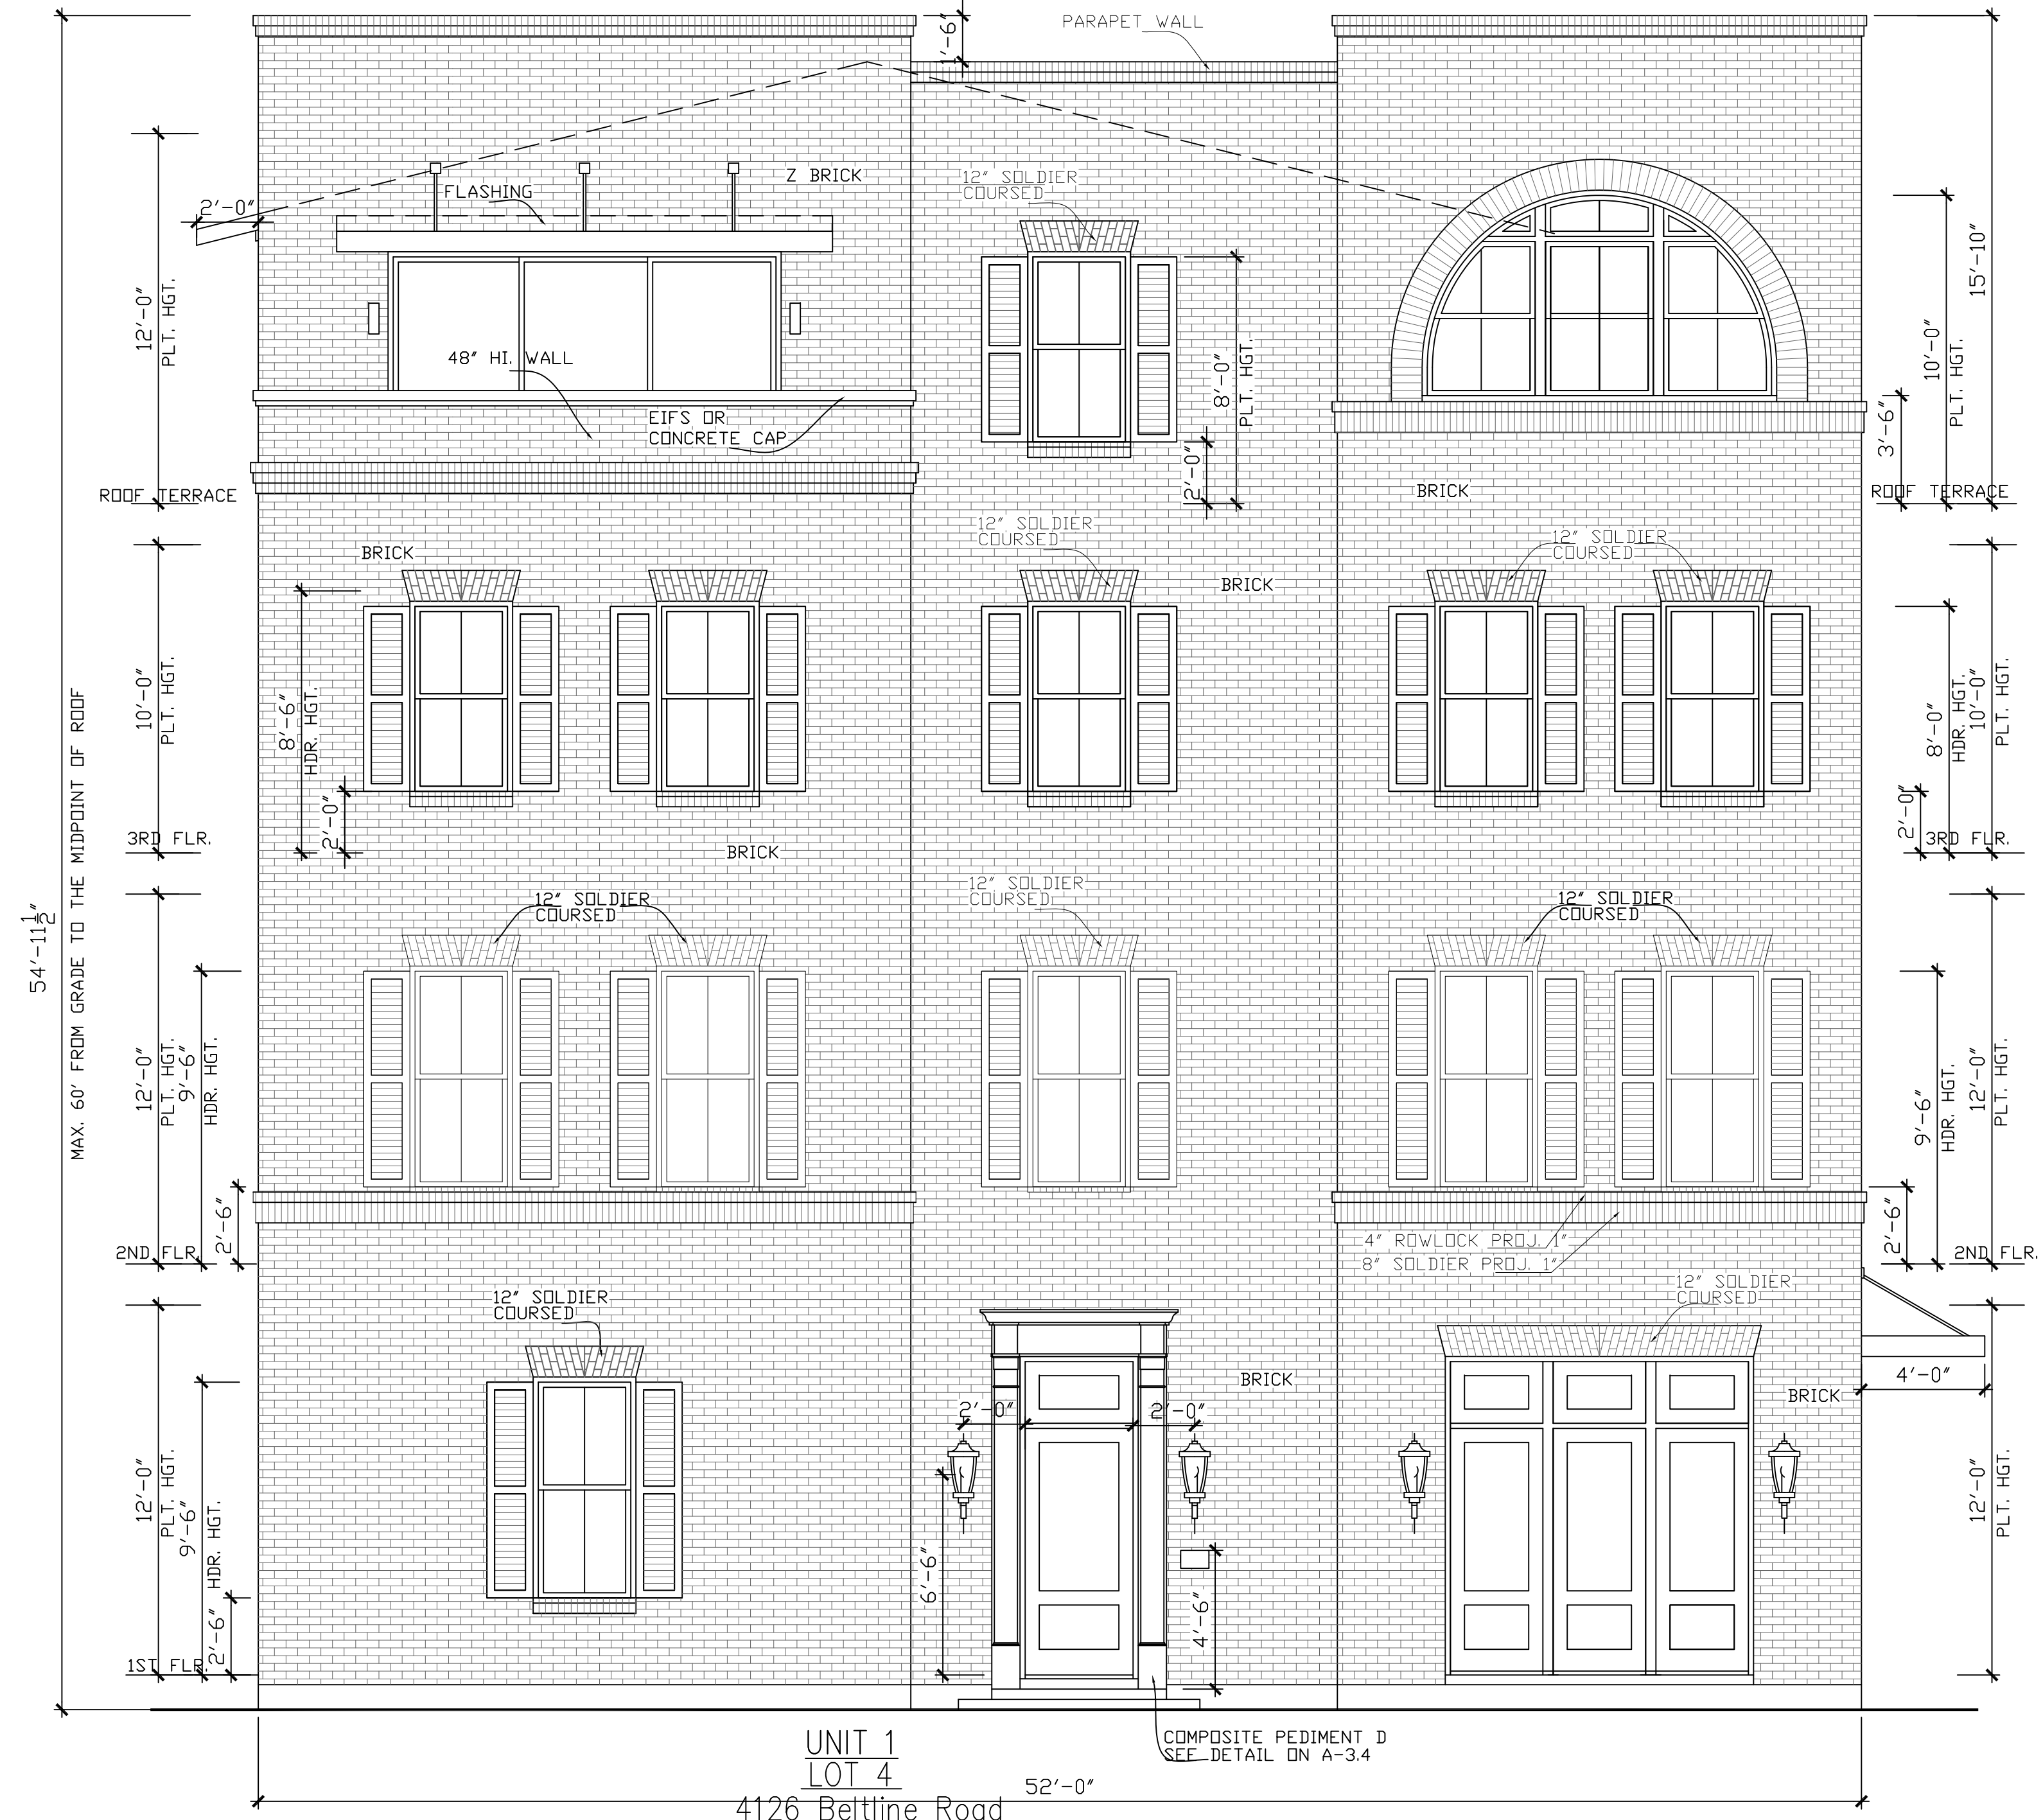 PARAPET WALL
1'-6"
Z BRICK
12" SOLDIER
COURSED
FLASHING
2'-0"
12'-0"
PLT. HGT.
48" HI. WALL
EIFS OR
CONCRETE CAP
8'-0"
PLT. HGT.
2'-0"
15'-10"
10'-0"
PLT. HGT.
3'-6"
ROOF TERRACE
BRICK
ROOF TERRACE
12" SOLDIER
COURSED
12" SOLDIER
COURSED
BRICK
BRICK
10'-0"
PLT. HGT.
8'-6"
HDR. HGT.
2'-0"
8'-0"
HDR. HGT.
10'-0"
PLT. HGT.
2'-0"
3RD FLR.
BRICK
3RD FLR.
54'-11 1/2"
MAX. 60' FROM GRADE TO THE MIDPOINT OF ROOF
12" SOLDIER
COURSED
12" SOLDIER
COURSED
12" SOLDIER
COURSED
12'-0"
PLT. HGT.
9'-6"
HDR. HGT.
2'-6"
9'-6"
HDR. HGT.
12'-0"
PLT. HGT.
2'-6"
2ND FLR.
4" ROWLOCK PROJ. 1"
8" SOLDIER PROJ. 1"
2ND FLR.
12" SOLDIER
COURSED
12" SOLDIER
COURSED
BRICK
4'-0"
BRICK
2'-0"
2'-0"
12'-0"
PLT. HGT.
9'-6"
HDR. HGT.
2'-6"
6'-6"
4'-6"
12'-0"
PLT. HGT.
1ST FLR.
COMPOSITE PEDIMENT D
SEE DETAIL ON A-3.4
UNIT 1
LOT 4
52'-0"
4126 Beltline Road